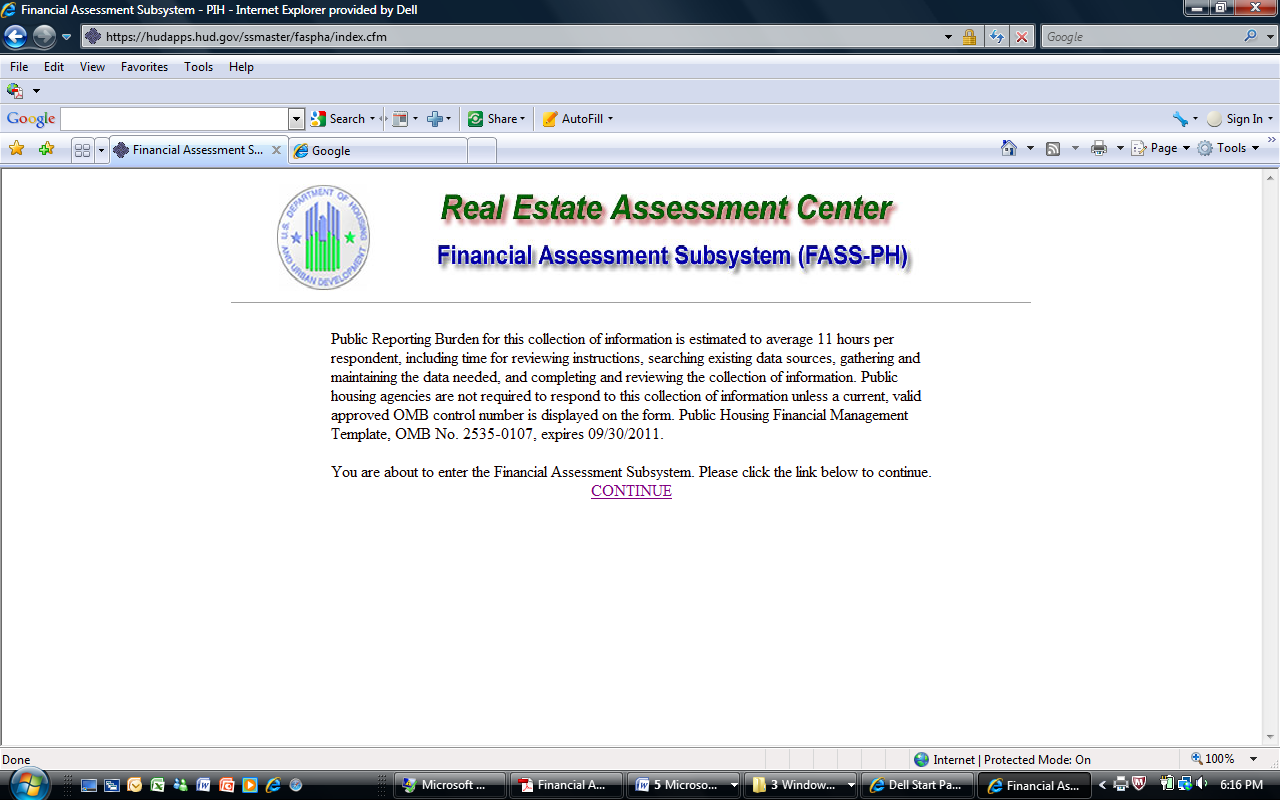 Financial Assessment Subsystem - PIH - Internet Explorer provided by Dell
https://hudapps.hud.gov/ssmaster/faspha/index.cfm
Google
File Edit View Favorites Tools Help
Google Search Share AutoFill Sign In
Financial Assessment S... Google Page Tools
U.S. DEPARTMENT OF HOUSING AND URBAN DEVELOPMENT
Real Estate Assessment Center
Financial Assessment Subsystem (FASS-PH)
Public Reporting Burden for this collection of information is estimated to average 11 hours per
respondent, including time for reviewing instructions, searching existing data sources, gathering and
maintaining the data needed, and completing and reviewing the collection of information. Public
housing agencies are not required to respond to this collection of information unless a current, valid
approved OMB control number is displayed on the form. Public Housing Financial Management
Template, OMB No. 2535-0107, expires 09/30/2011.
You are about to enter the Financial Assessment Subsystem. Please click the link below to continue.
CONTINUE
Done Internet | Protected Mode: On 100%
Microsoft ... Financial A... 5 Microso... 3 Window... Dell Start Pa... Financial As... 6:16 PM